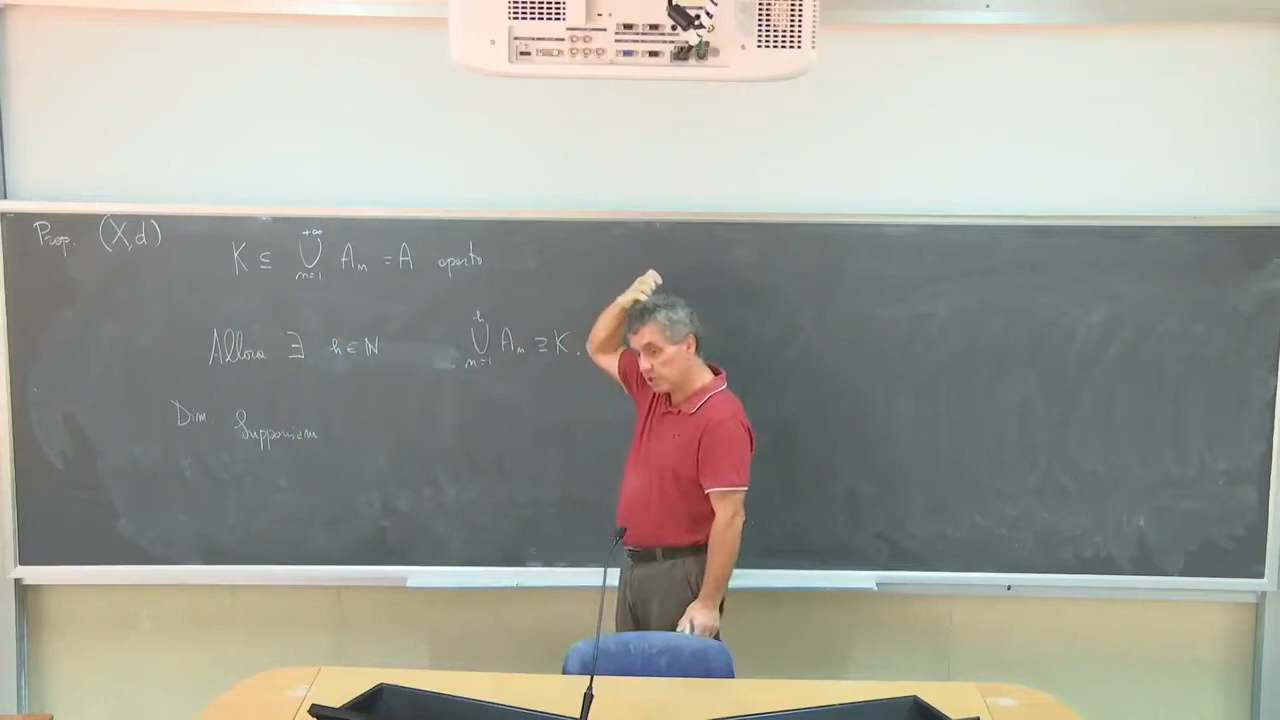 Prop. (X,d)
K ⊆ ⋃_{n=1}^{+∞} A_n = A aperto
Allora ∃ h∈N ⋃_{n=1}^{h} A_n ⊇ K.
Dim. Supponiam